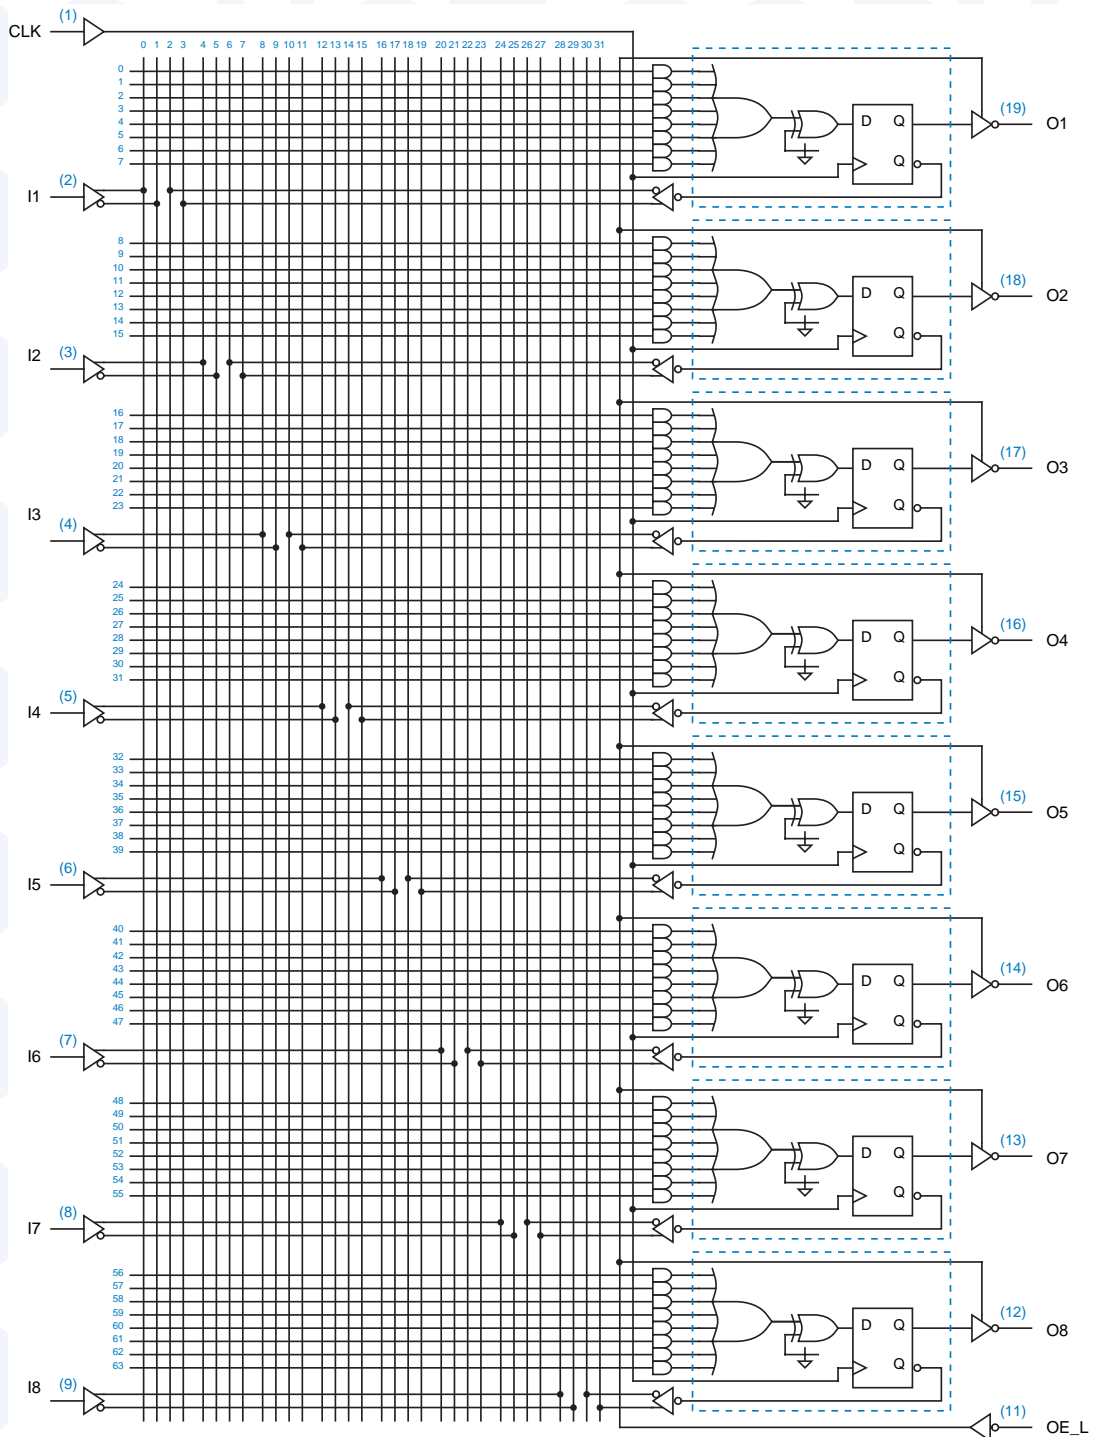 CLK (1)
0 1 2 3 4 5 6 7 8 9 10 11 12 13 14 15 16 17 18 19 20 21 22 23 24 25 26 27 28 29 30 31
0
1
2
3
4
5
6
7
D Q
Q
(19) O1
I1 (2)
8
9
10
11
12
13
14
15
D Q
Q
(18) O2
I2 (3)
16
17
18
19
20
21
22
23
D Q
Q
(17) O3
I3 (4)
24
25
26
27
28
29
30
31
D Q
Q
(16) O4
I4 (5)
32
33
34
35
36
37
38
39
D Q
Q
(15) O5
I5 (6)
40
41
42
43
44
45
46
47
D Q
Q
(14) O6
I6 (7)
48
49
50
51
52
53
54
55
D Q
Q
(13) O7
I7 (8)
56
57
58
59
60
61
62
63
D Q
Q
(12) O8
I8 (9)
(11) OE_L